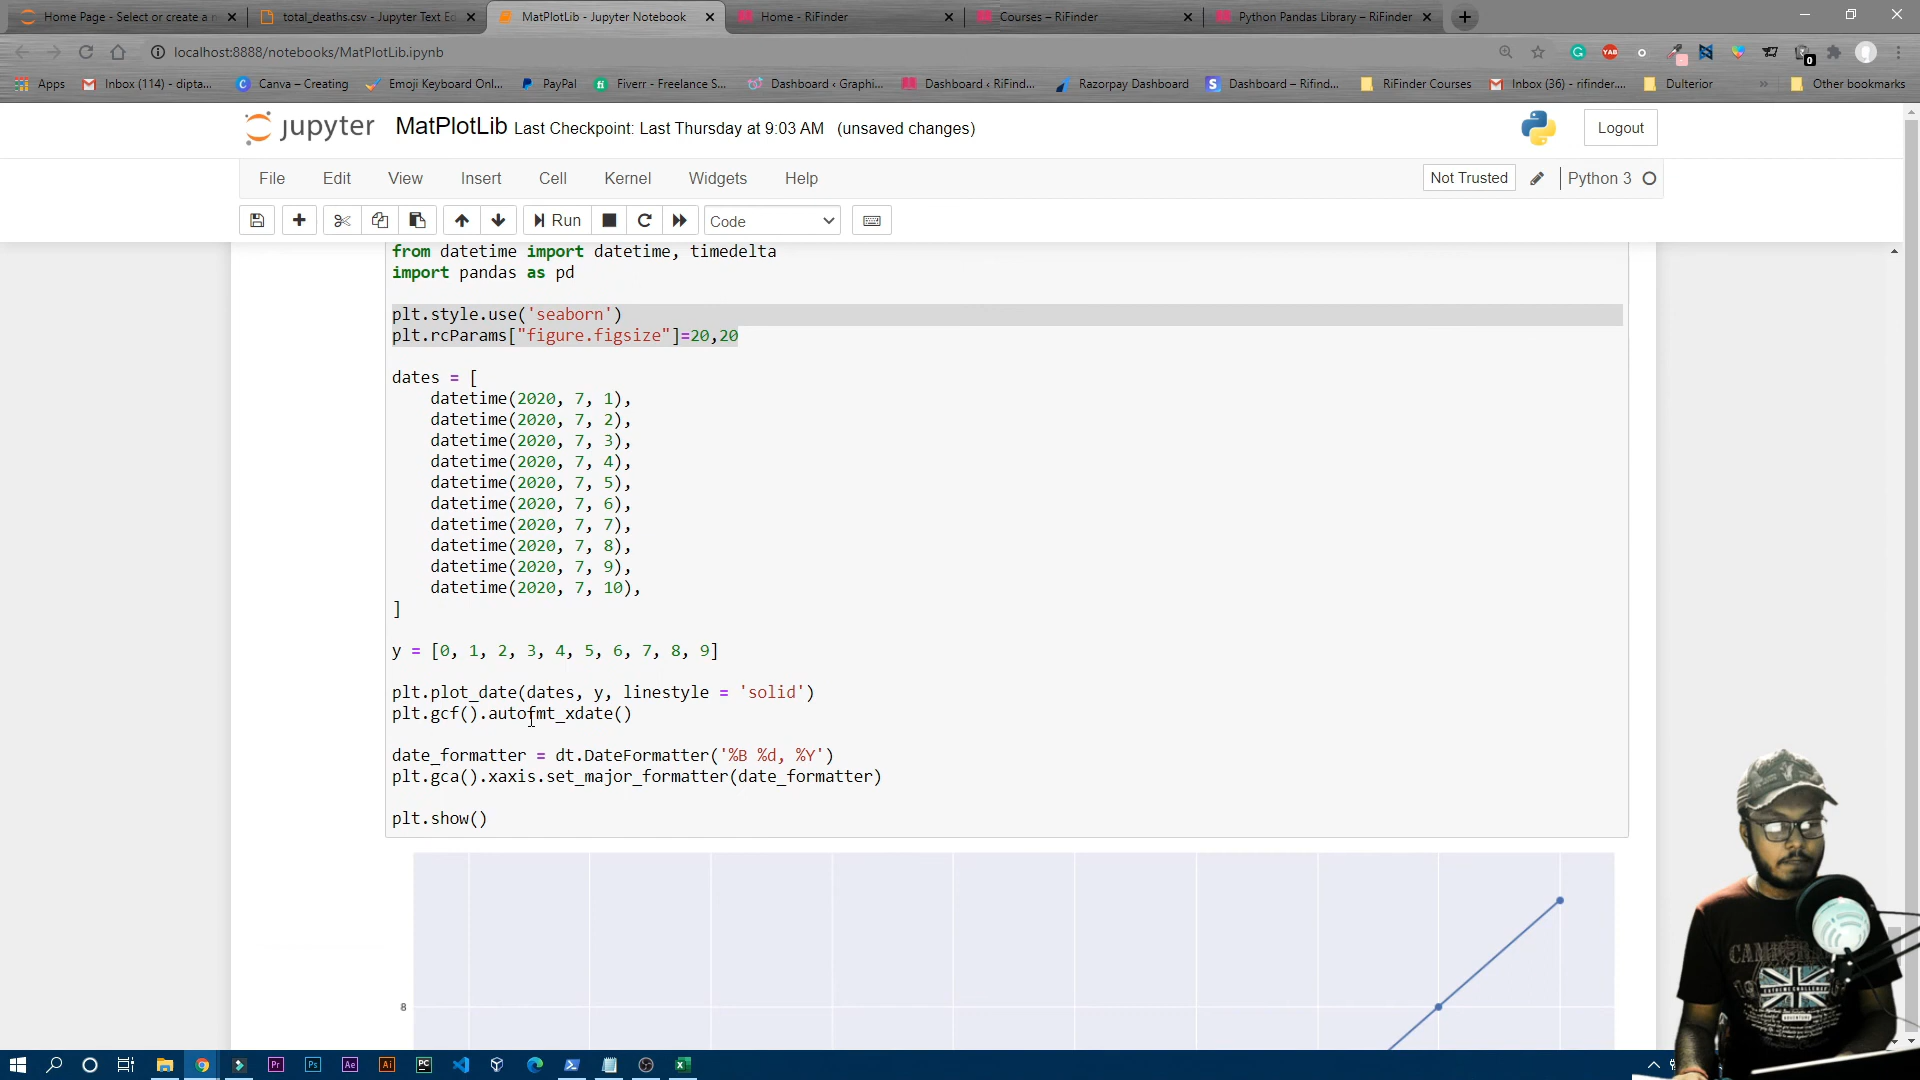 Home Page - Select or create a n
total_deaths.csv - Jupyter Text Ed
MatPlotLib - Jupyter Notebook
Home - RiFinder
Courses – RiFinder
Python Pandas Library – RiFinder
localhost:8888/notebooks/MatPlotLib.ipynb
Apps
Inbox (114) - dipta...
Canva – Creating
Emoji Keyboard Onl...
PayPal
Fiverr - Freelance S...
Dashboard ‹ Graphi...
Dashboard ‹ RiFind...
Razorpay Dashboard
Dashboard – Rifind...
RiFinder Courses
Inbox (36) - rifinder....
Dulterior
Other bookmarks
jupyter MatPlotLib Last Checkpoint: Last Thursday at 9:03 AM (unsaved changes)
Logout
File Edit View Insert Cell Kernel Widgets Help
Not Trusted
Python 3
Run
Code
from datetime import datetime, timedelta
import pandas as pd
plt.style.use('seaborn')
plt.rcParams["figure.figsize"]=20,20
dates = [
datetime(2020, 7, 1),
datetime(2020, 7, 2),
datetime(2020, 7, 3),
datetime(2020, 7, 4),
datetime(2020, 7, 5),
datetime(2020, 7, 6),
datetime(2020, 7, 7),
datetime(2020, 7, 8),
datetime(2020, 7, 9),
datetime(2020, 7, 10),
]
y = [0, 1, 2, 3, 4, 5, 6, 7, 8, 9]
plt.plot_date(dates, y, linestyle = 'solid')
plt.gcf().autofmt_xdate()
date_formatter = dt.DateFormatter('%B %d, %Y')
plt.gca().xaxis.set_major_formatter(date_formatter)
plt.show()
8